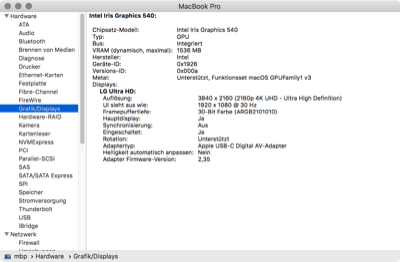 MacBook Pro
Hardware
ATA
Audio
Bluetooth
Brennen von Medien
Diagnose
Drucker
Ethernet-Karten
Festplatte
Fibre-Channel
FireWire
Grafik/Displays
Hardware-RAID
Kamera
Kartenleser
NVMExpress
PCI
Parallel-SCSI
SAS
SATA/SATA Express
SPI
Speicher
Stromversorgung
Thunderbolt
USB
iBridge
Netzwerk
Firewall
Intel Iris Graphics 540:
Chipsatz-Modell: Intel Iris Graphics 540
Typ: GPU
Bus: Integriert
VRAM (dynamisch, maximal): 1536 MB
Hersteller: Intel
Geräte-ID: 0x1926
Versions-ID: 0x000a
Metal: Unterstützt, Funktionsset macOS GPUFamily1 v3
Displays:
LG Ultra HD:
Auflösung: 3840 x 2160 (2160p 4K UHD - Ultra High Definition)
UI sieht aus wie: 1920 x 1080 @ 30 Hz
Framepuffertiefe: 30-Bit Farbe (ARGB2101010)
Hauptdisplay: Ja
Synchronisierung: Aus
Eingeschaltet: Ja
Rotation: Unterstützt
Adaptertyp: Apple USB-C Digital AV-Adapter
Helligkeit automatisch anpassen: Nein
Adapter Firmware-Version: 2,35
mbp › Hardware › Grafik/Displays